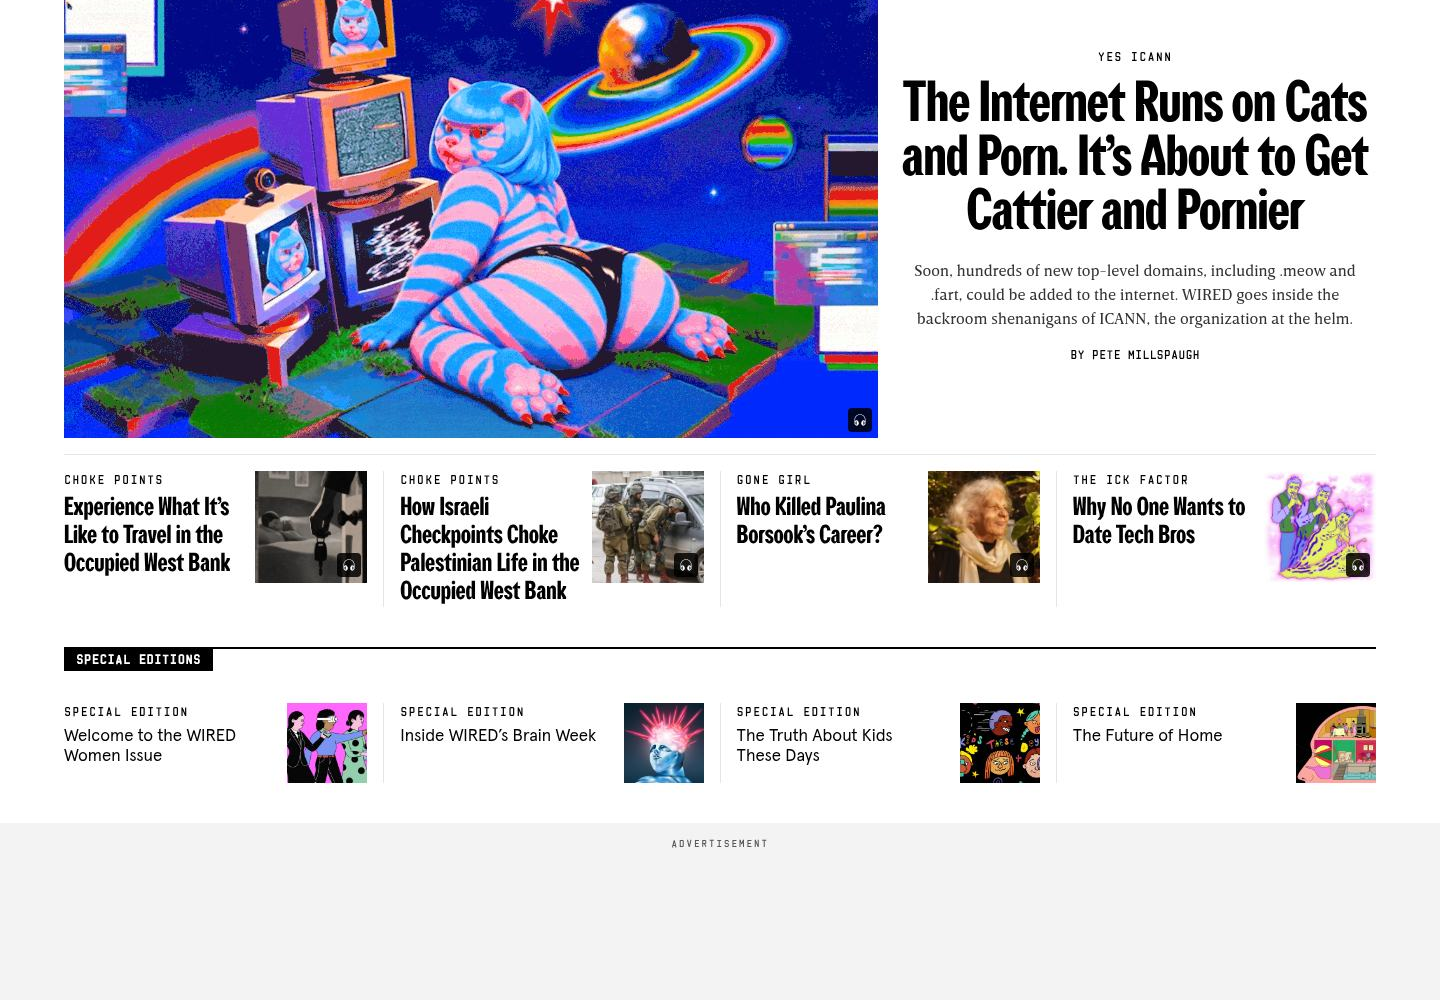 YES ICANN
The Internet Runs on Cats
and Porn. It’s About to Get
Cattier and Pornier
Soon, hundreds of new top-level domains, including .meow and
.fart, could be added to the internet. WIRED goes inside the
backroom shenanigans of ICANN, the organization at the helm.
BY PETE MILLSPAUGH
CHOKE POINTS
Experience What It’s
Like to Travel in the
Occupied West Bank
CHOKE POINTS
How Israeli
Checkpoints Choke
Palestinian Life in the
Occupied West Bank
GONE GIRL
Who Killed Paulina
Borsook’s Career?
THE ICK FACTOR
Why No One Wants to
Date Tech Bros
SPECIAL EDITIONS
SPECIAL EDITION
Welcome to the WIRED
Women Issue
SPECIAL EDITION
Inside WIRED’s Brain Week
SPECIAL EDITION
The Truth About Kids
These Days
SPECIAL EDITION
The Future of Home
ADVERTISEMENT